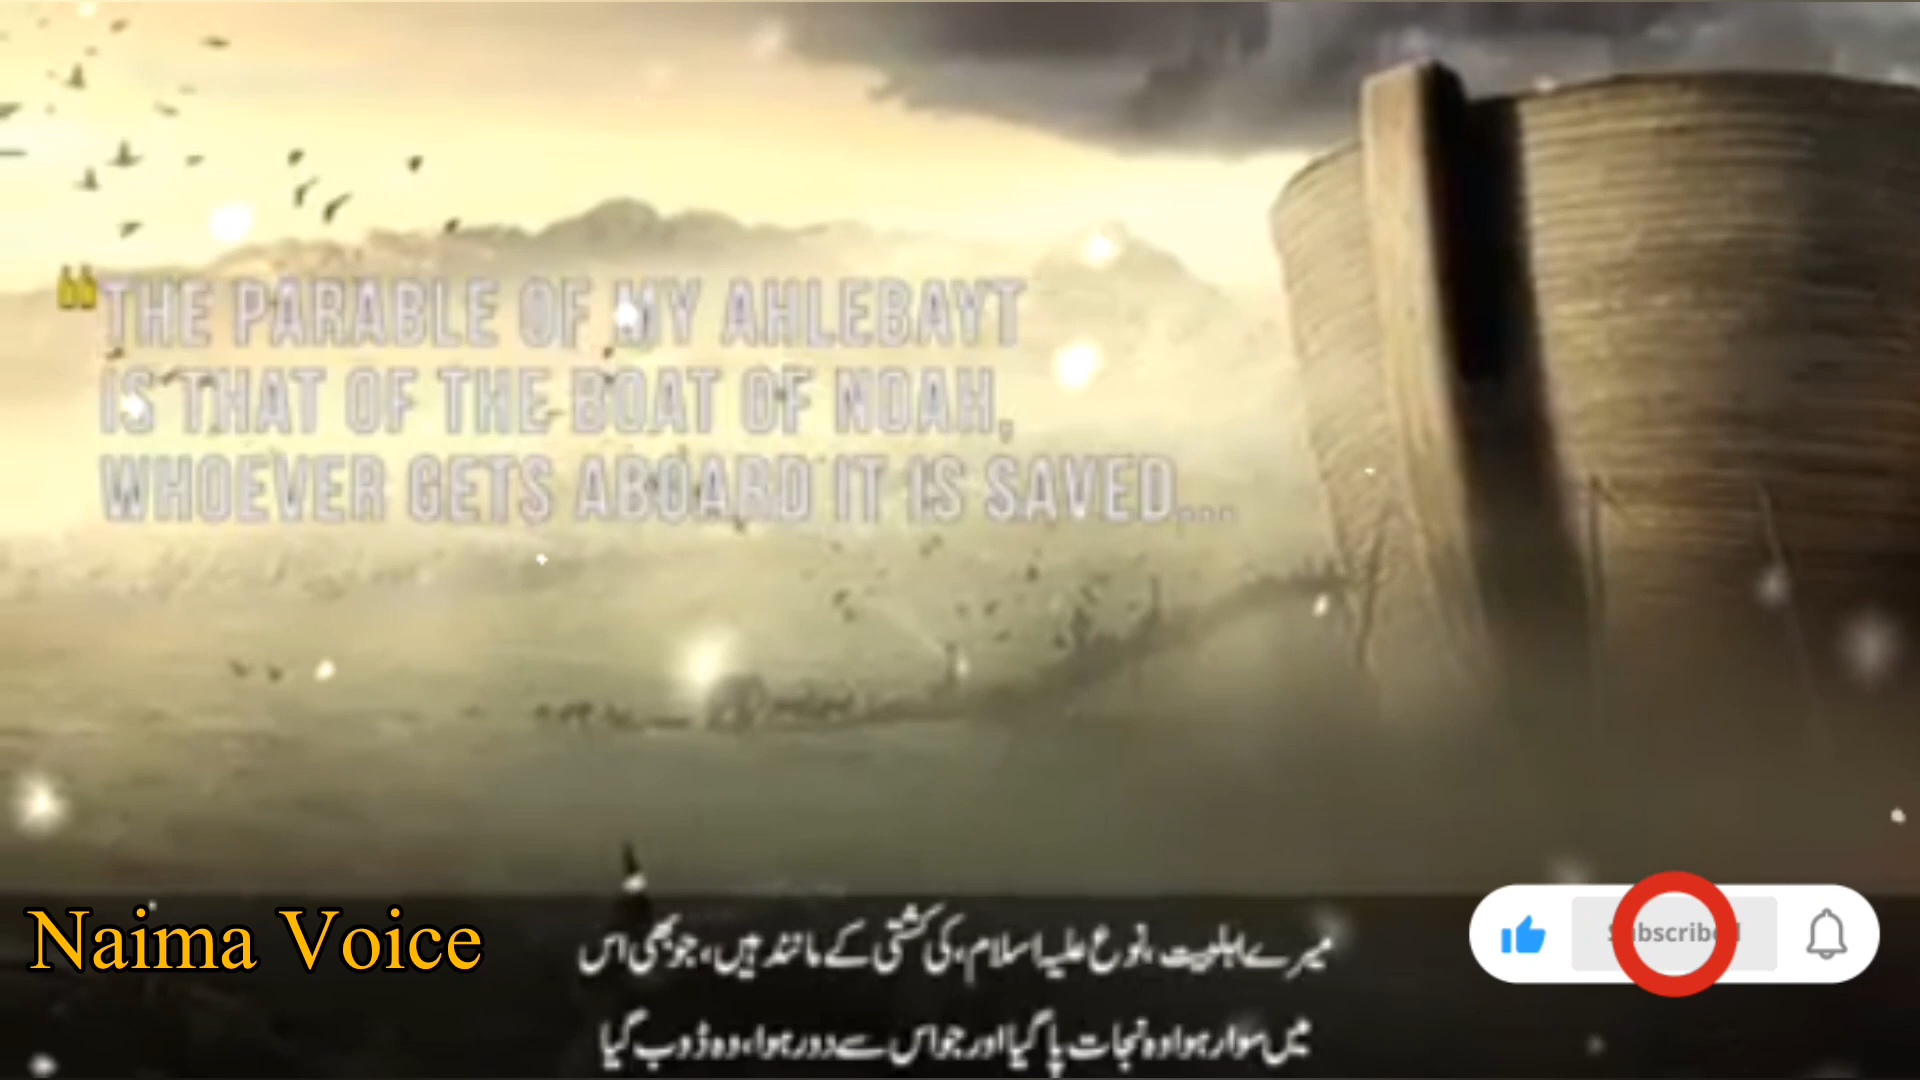 “THE PARABLE OF MY AHLEBAYT
IS THAT OF THE BOAT OF NOAH,
WHOEVER GETS ABOARD IT IS SAVED...
Naima Voice
میرے اہلبیت ،نوع علیہ اسلام،کی کشتی کے مانند ہیں، جو بھی اس
میں سوار ہوا وہ نجات پا گیا اور جو اس سے دور ہوا، وہ ڈوب گیا
Subscribed